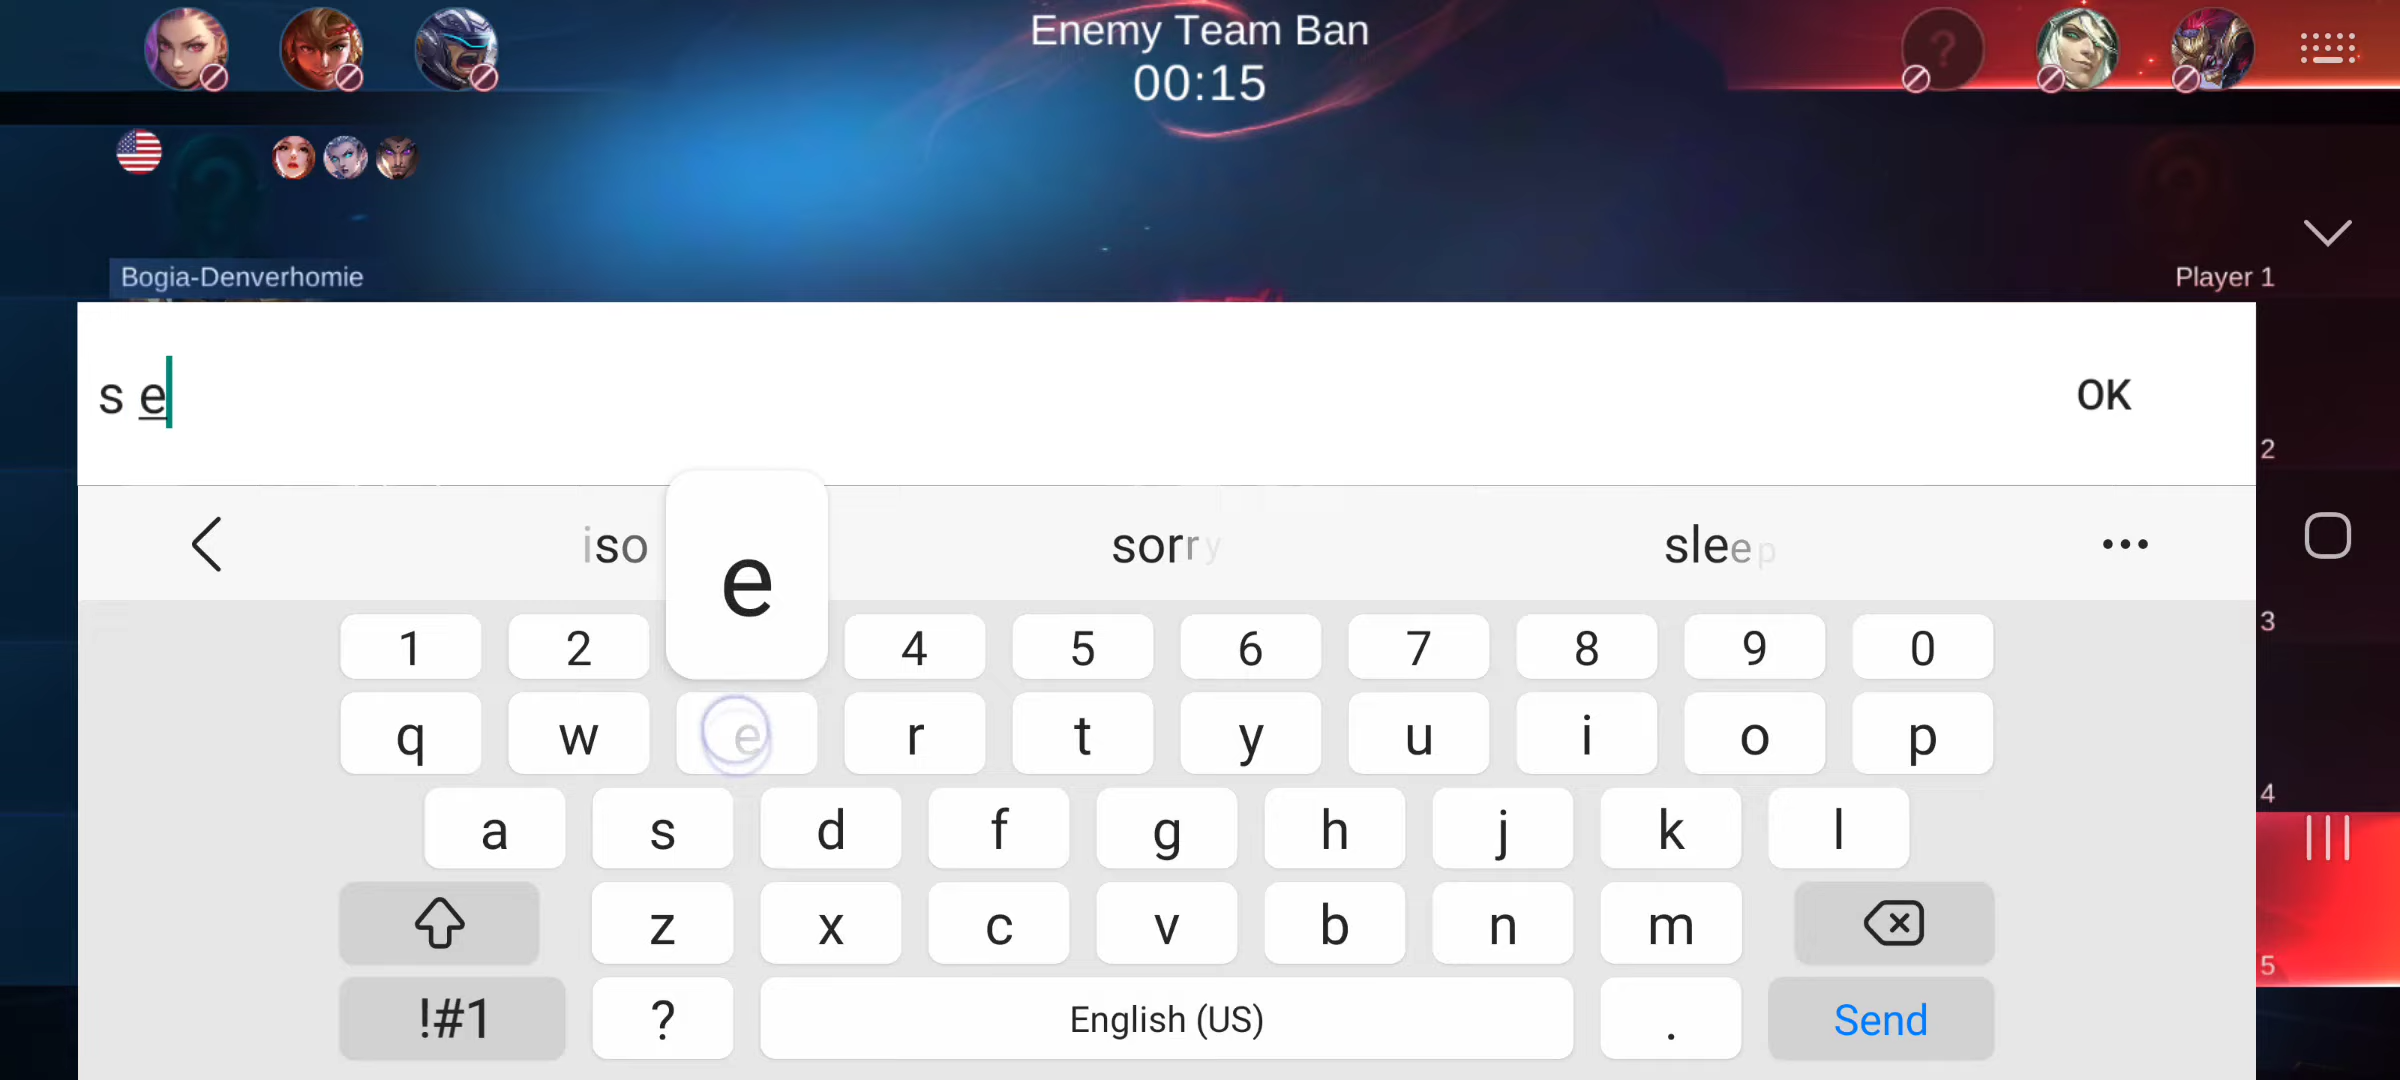 Enemy Team Ban
00:15
Bogia-Denverhomie
Player 1
s e
OK
2
iso
sorry
sleep
e
1 2 4 5 6 7 8 9 0
3
q w e r t y u i o p
4
a s d f g h j k l
z x c v b n m
5
!#1 ? English (US) . Send